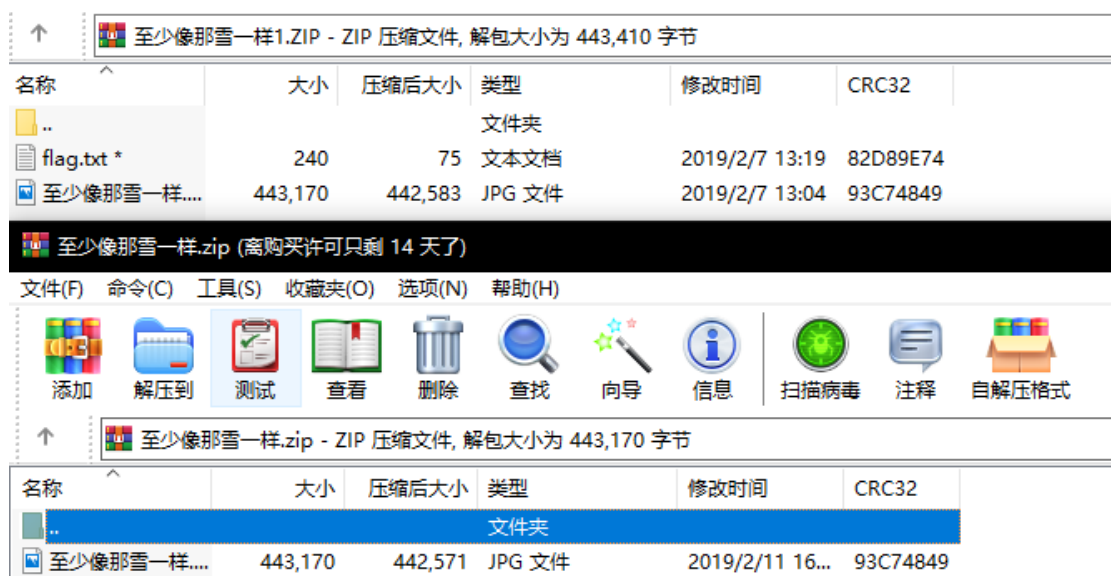 至少像那雪一样1.ZIP - ZIP 压缩文件, 解包大小为 443,410 字节
名称 大小 压缩后大小 类型 修改时间 CRC32
.. 文件夹
flag.txt * 240 75 文本文档 2019/2/7 13:19 82D89E74
至少像那雪一样.... 443,170 442,583 JPG 文件 2019/2/7 13:04 93C74849
至少像那雪一样.zip (离购买许可只剩 14 天了)
文件(F) 命令(C) 工具(S) 收藏夹(O) 选项(N) 帮助(H)
添加 解压到 测试 查看 删除 查找 向导 信息 扫描病毒 注释 自解压格式
至少像那雪一样.zip - ZIP 压缩文件, 解包大小为 443,170 字节
名称 大小 压缩后大小 类型 修改时间 CRC32
.. 文件夹
至少像那雪一样.... 443,170 442,571 JPG 文件 2019/2/11 16... 93C74849